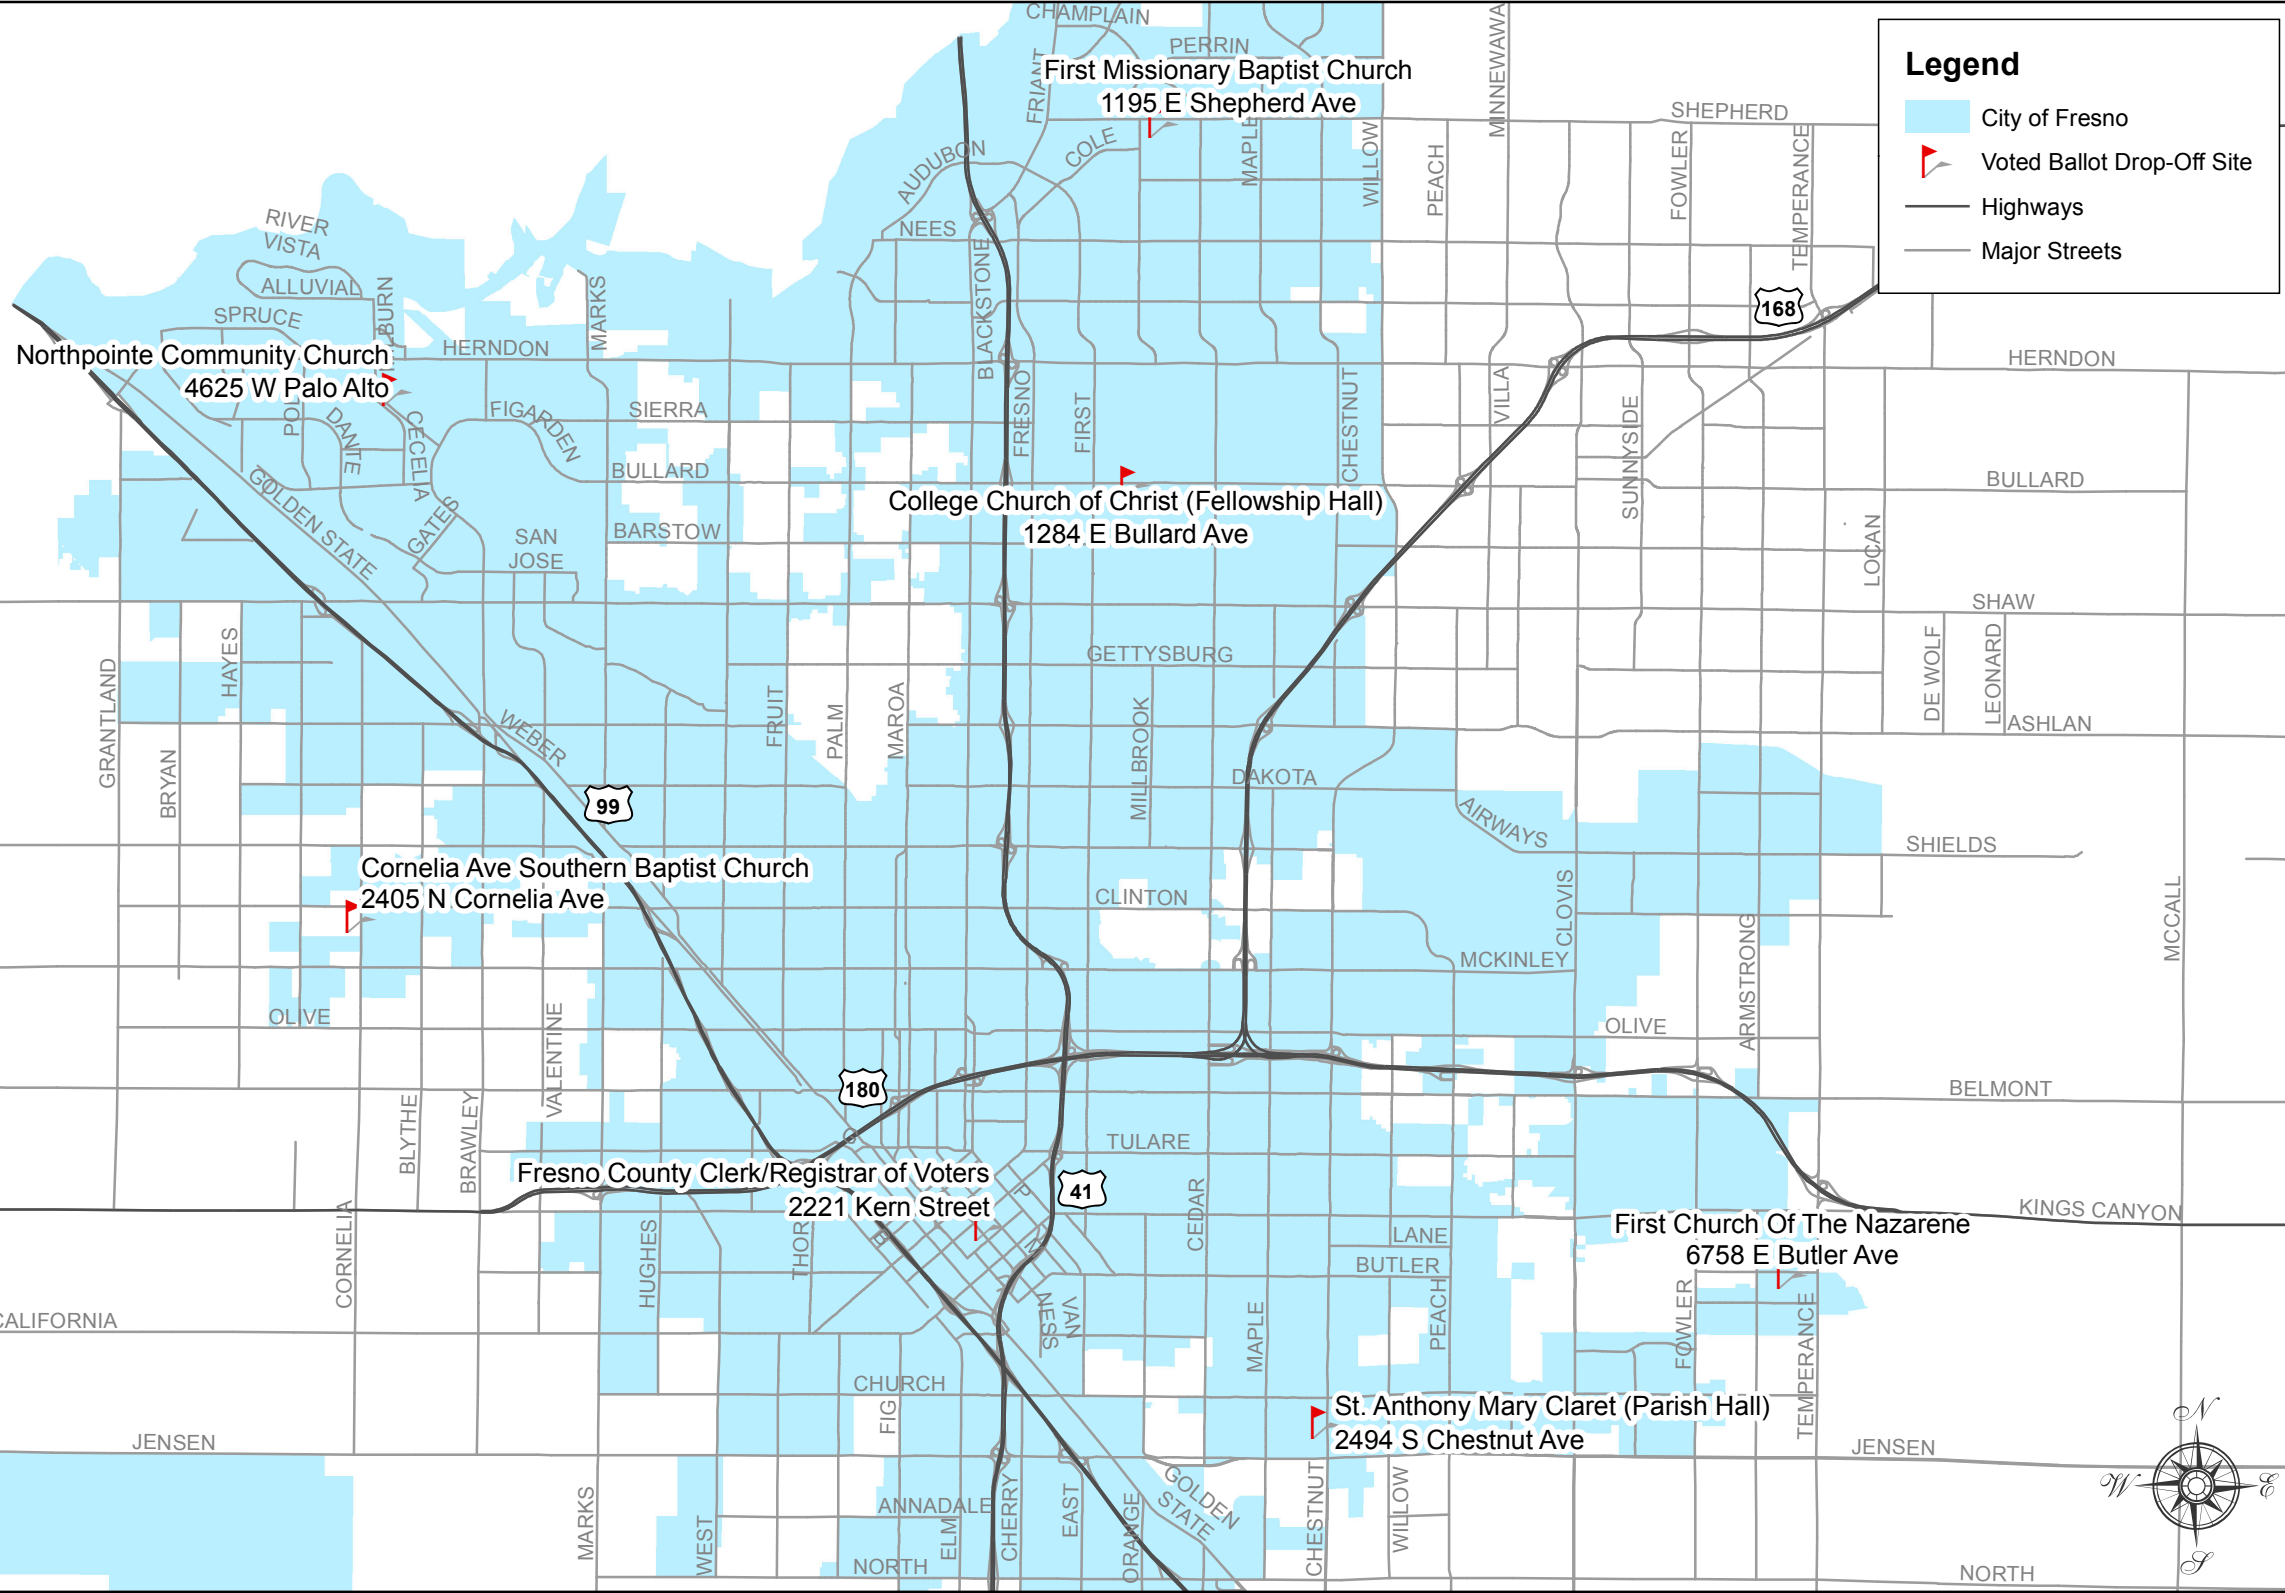 CHAMPLAIN
PERRIN
FRIANT
First Missionary Baptist Church
1195 E Shepherd Ave
MINNEWAWA
SHEPHERD
Legend
City of Fresno
Voted Ballot Drop-Off Site
Highways
Major Streets
COLE
AUDUBON
MAPLE
WILLOW
PEACH
FOWLER
TEMPERANCE
NEES
BLACKSTONE
RIVER
VISTA
ALLUVIAL
SPRUCE
MARKS
168
HERNDON
HERNDON
Northpointe Community Church
4625 W Palo Alto
DANTE
CECELIA
FIGARDEN
SIERRA
FRESNO
FIRST
CHESTNUT
VILLA
SUNNYSIDE
BULLARD
BULLARD
GOLDEN STATE
GATES
College Church of Christ (Fellowship Hall)
1284 E Bullard Ave
SAN
JOSE
BARSTOW
LOCAN
SHAW
GRANTLAND
HAYES
GETTYSBURG
DE WOLF
LEONARD
BRYAN
WEBER
FRUIT
PALM
MAROA
MILLBROOK
ASHLAN
DAKOTA
99
AIRWAYS
SHIELDS
Cornelia Ave Southern Baptist Church
2405 N Cornelia Ave
CLINTON
CLOVIS
MCKINLEY
ARMSTRONG
MCCALL
OLIVE
OLIVE
VALENTINE
180
BELMONT
BLYTHE
BRAWLEY
TULARE
Fresno County Clerk/Registrar of Voters
2221 Kern Street
41
P
N
B
C
CORNELIA
HUGHES
THOR
CEDAR
LANE
BUTLER
KINGS CANYON
First Church Of The Nazarene
6758 E Butler Ave
CALIFORNIA
VAN
NESS
MAPLE
PEACH
FOWLER
TEMPERANCE
CHURCH
FIG
St. Anthony Mary Claret (Parish Hall)
2494 S Chestnut Ave
JENSEN
JENSEN
MARKS
WEST
ANNADALE
ELM
CHERRY
EAST
ORANGE
GOLDEN
STATE
CHESTNUT
WILLOW
NORTH
NORTH
N
W
E
S